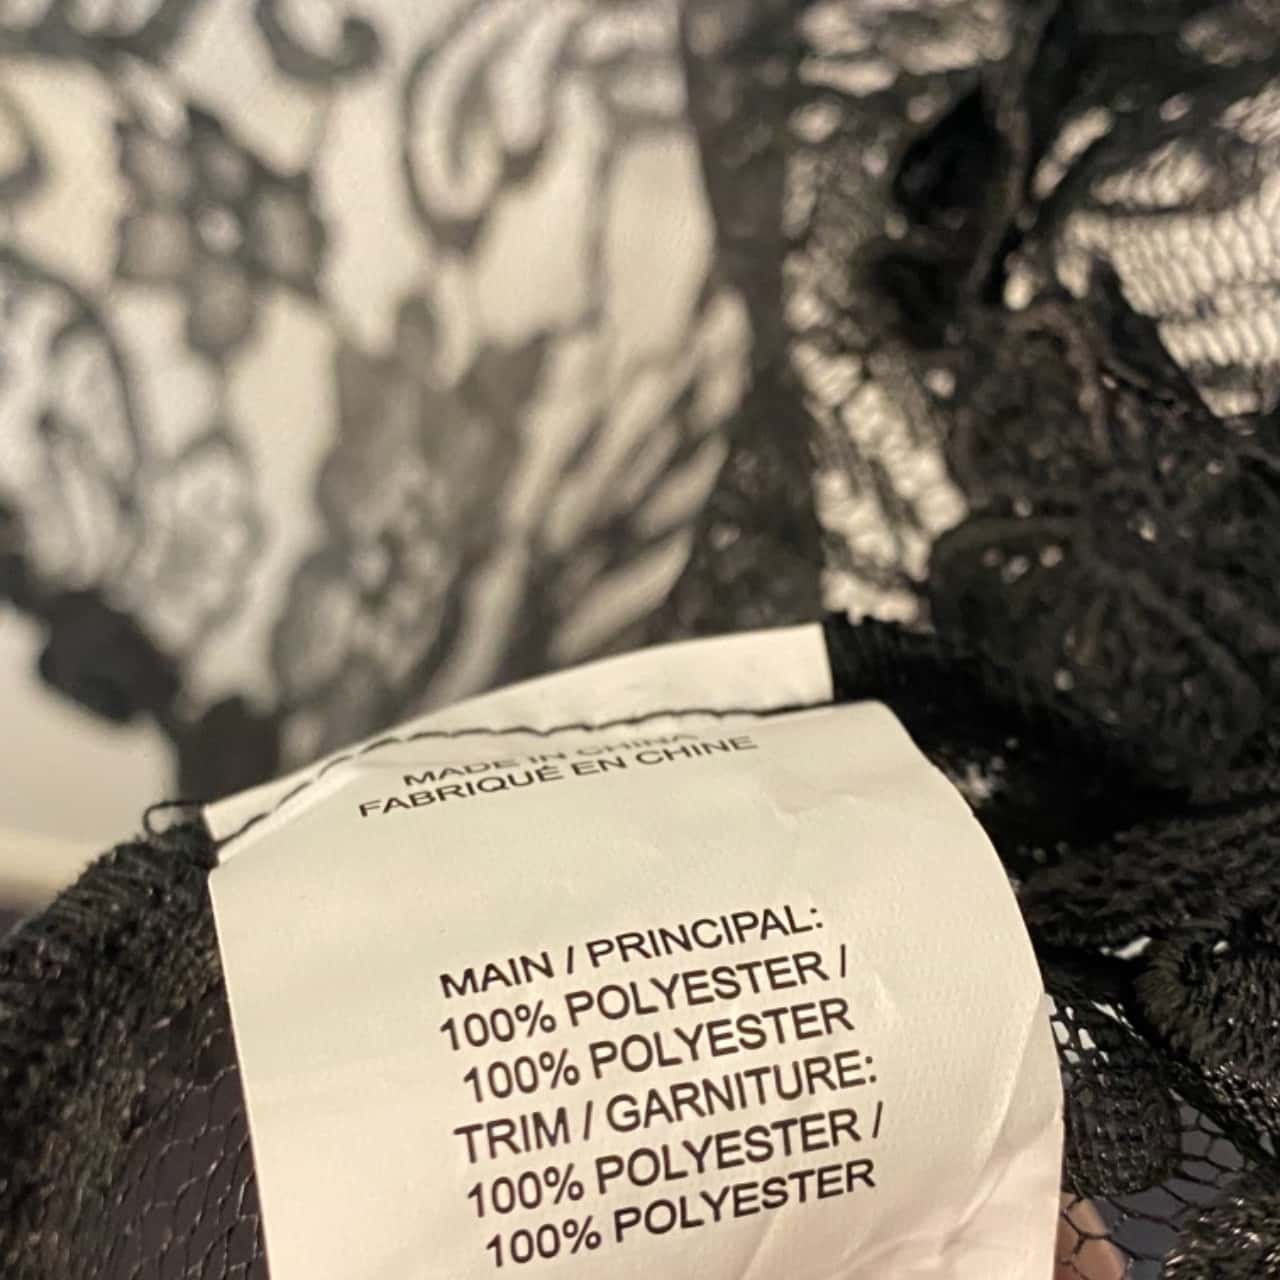 MADE IN CHINA
FABRIQUÉ EN CHINE
MAIN / PRINCIPAL:
100% POLYESTER /
100% POLYESTER
TRIM / GARNITURE:
100% POLYESTER /
100% POLYESTER